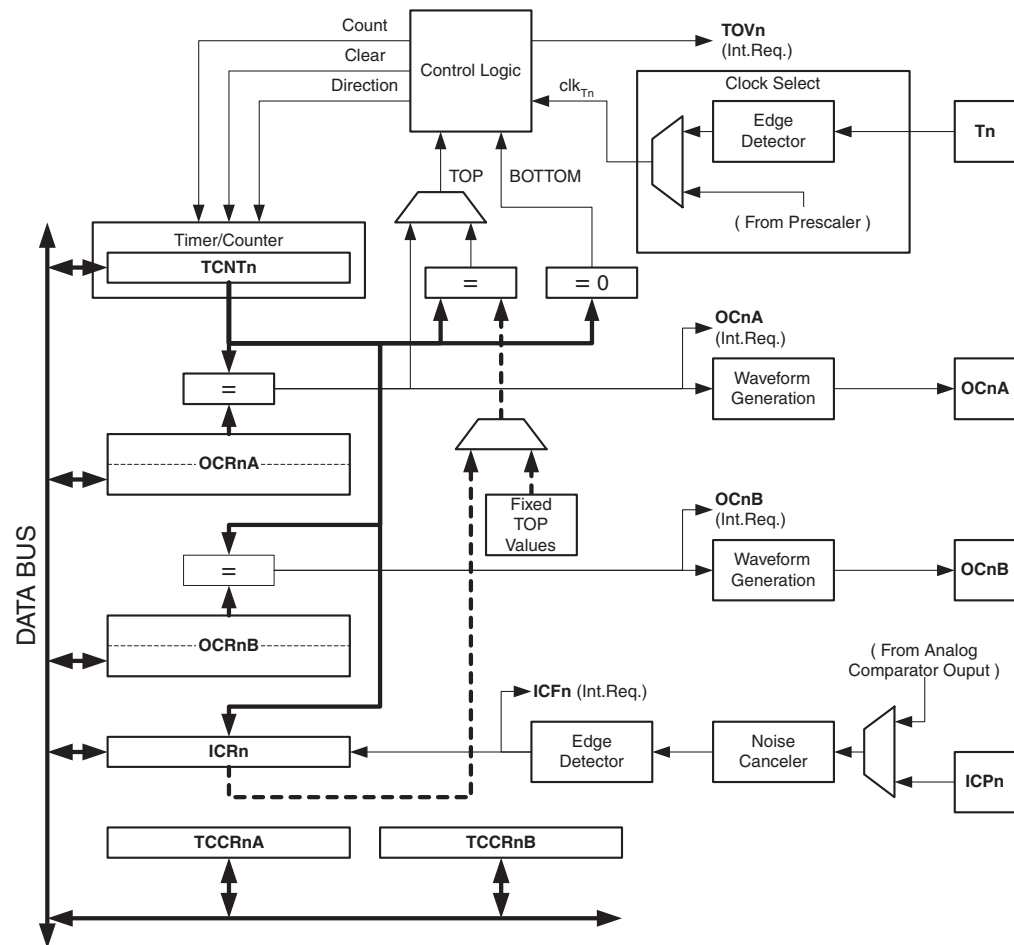 Count
Clear
Direction
Control Logic
TOVn
(Int.Req.)
clkTn
Clock Select
Edge
Detector
Tn
( From Prescaler )
TOP
BOTTOM
Timer/Counter
TCNTn
=
= 0
OCnA
(Int.Req.)
=
Waveform
Generation
OCnA
OCRnA
Fixed
TOP
Values
OCnB
(Int.Req.)
=
Waveform
Generation
OCnB
OCRnB
DATA BUS
( From Analog
Comparator Ouput )
ICFn (Int.Req.)
ICRn
Edge
Detector
Noise
Canceler
ICPn
TCCRnA
TCCRnB